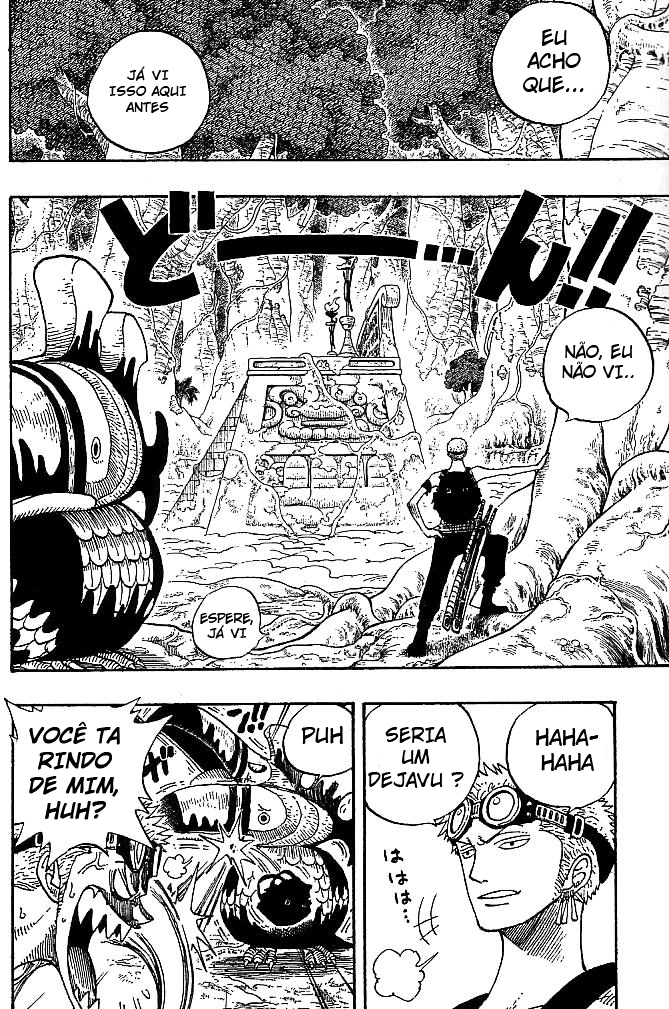 EU
ACHO
QUE...
JÁ VI
ISSO AQUI
ANTES
ど——…ん!!
NÃO, EU
NÃO VI..
ESPERE,
JÁ VI
HAHA-
HAHA
SERIA
UM
DEJAVU ?
はははは…
PUH
VOCÊ TA
RINDO
DE MIM,
HUH?